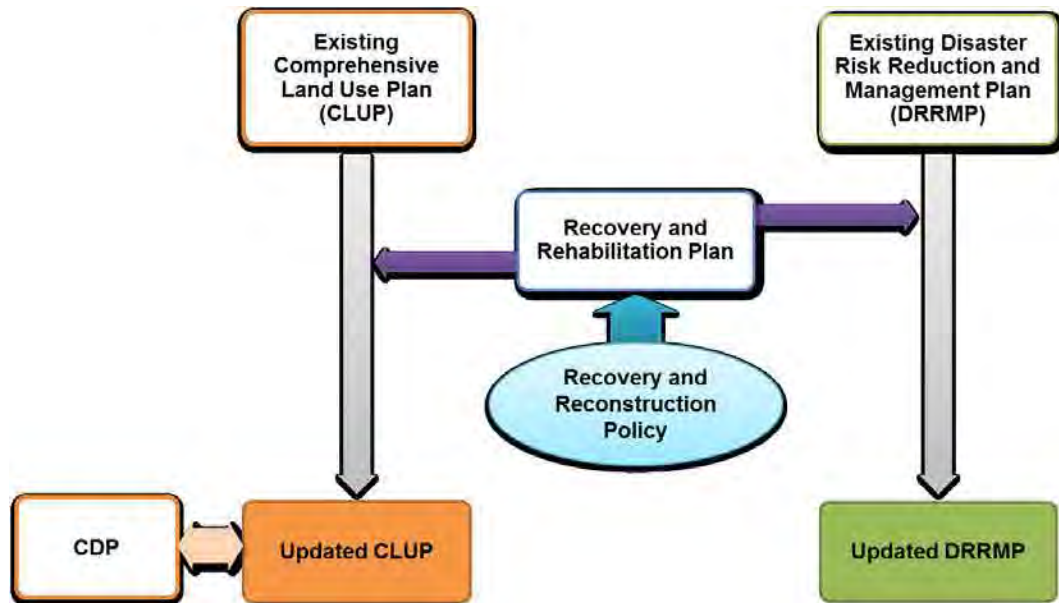 Existing
Comprehensive
Land Use Plan
(CLUP)
Existing Disaster
Risk Reduction and
Management Plan
(DRRMP)
Recovery and
Rehabilitation Plan
Recovery and
Reconstruction
Policy
CDP
Updated CLUP
Updated DRRMP